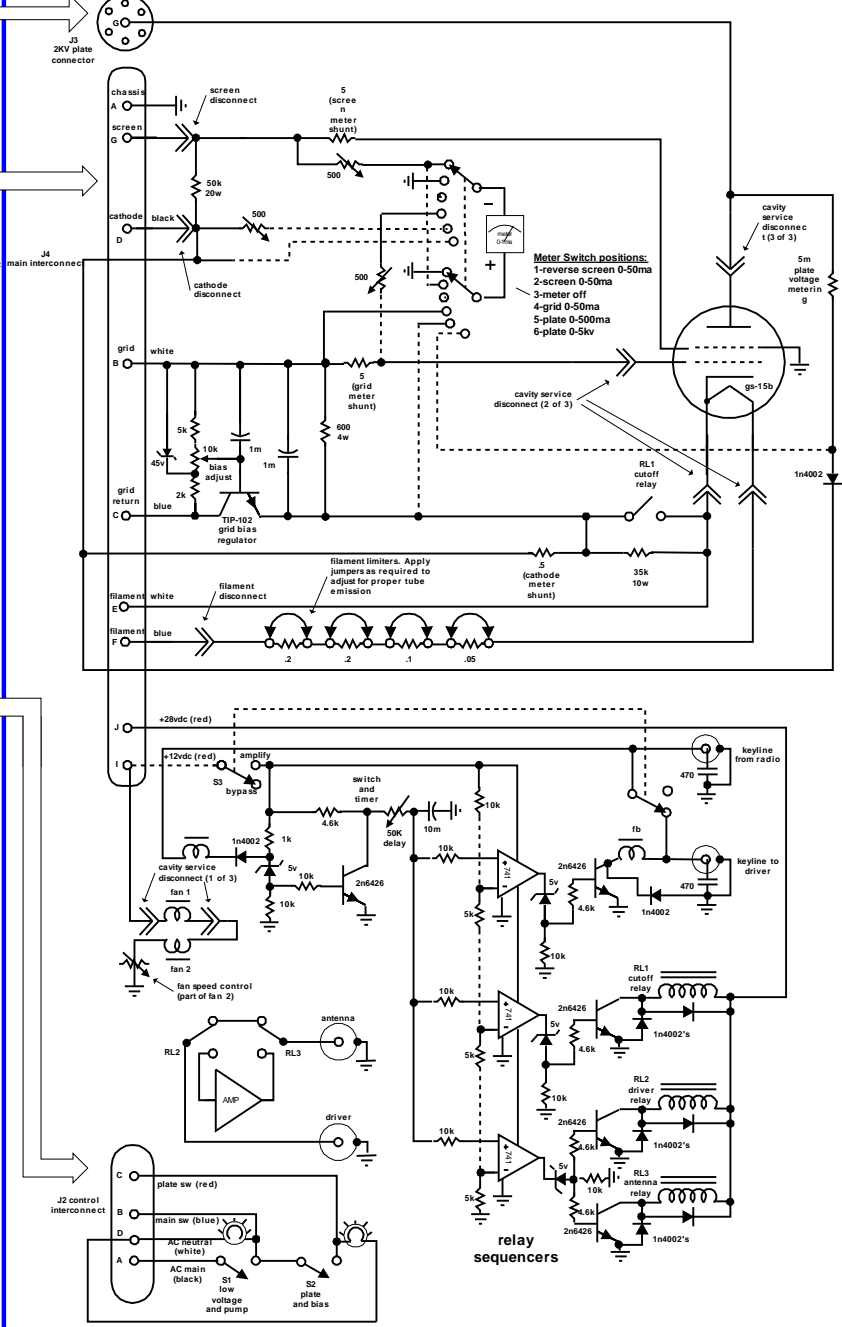 G
J3
2KV plate
connector
chassis
A
screen
G
screen
disconnect
5
(scree
n
meter
shunt)
500
50k
20w
cathode
D
black
500
J4
main interconnect
cathode
disconnect
500
−
meter
0-1ma
+
Meter Switch positions:
1-reverse screen 0-50ma
2-screen 0-50ma
3-meter off
4-grid 0-50ma
5-plate 0-500ma
6-plate 0-5kv
cavity
service
disconnec
t (3 of 3)
5m
plate
voltage
meterin
g
gs-15b
grid
B
white
5
(grid
meter
shunt)
cavity service
disconnect (2 of 3)
5k
10k
bias
adjust
45v
2k
1m
1m
600
4w
RL1
cutoff
relay
1n4002
grid
return
C
blue
TIP-102
grid bias
regulator
.5
(cathode
meter
shunt)
35k
10w
filament limiters. Apply
jumpers as required to
adjust for proper tube
emission
filament
disconnect
filament
E
white
filament
F
blue
.2
.2
.1
.05
J
+28vdc (red)
I
+12vdc (red)
amplify
S3
bypass
keyline
from radio
470
switch
and
timer
4.6k
50K
delay
10m
10k
1k
1n4002
5v
10k
10k
2n6426
cavity service
disconnect (1 of 3)
fan 1
fan 2
fan speed control
(part of fan 2)
10k
741
5v
5k
4.6k
10k
2n6426
fb
1n4002
keyline to
driver
470
10k
741
5v
5k
4.6k
10k
2n6426
RL1
cutoff
relay
1n4002's
antenna
RL2
RL3
AMP
driver
RL2
driver
relay
2n6426
4.6k
1n4002's
10k
741
5v
10k
5k
4.6k
2n6426
RL3
antenna
relay
1n4002's
relay
sequencers
J2 control
interconnect
C
plate sw (red)
B
main sw (blue)
D
AC neutral
(white)
A
AC main
(black)
S1
low
voltage
and pump
S2
plate
and bias